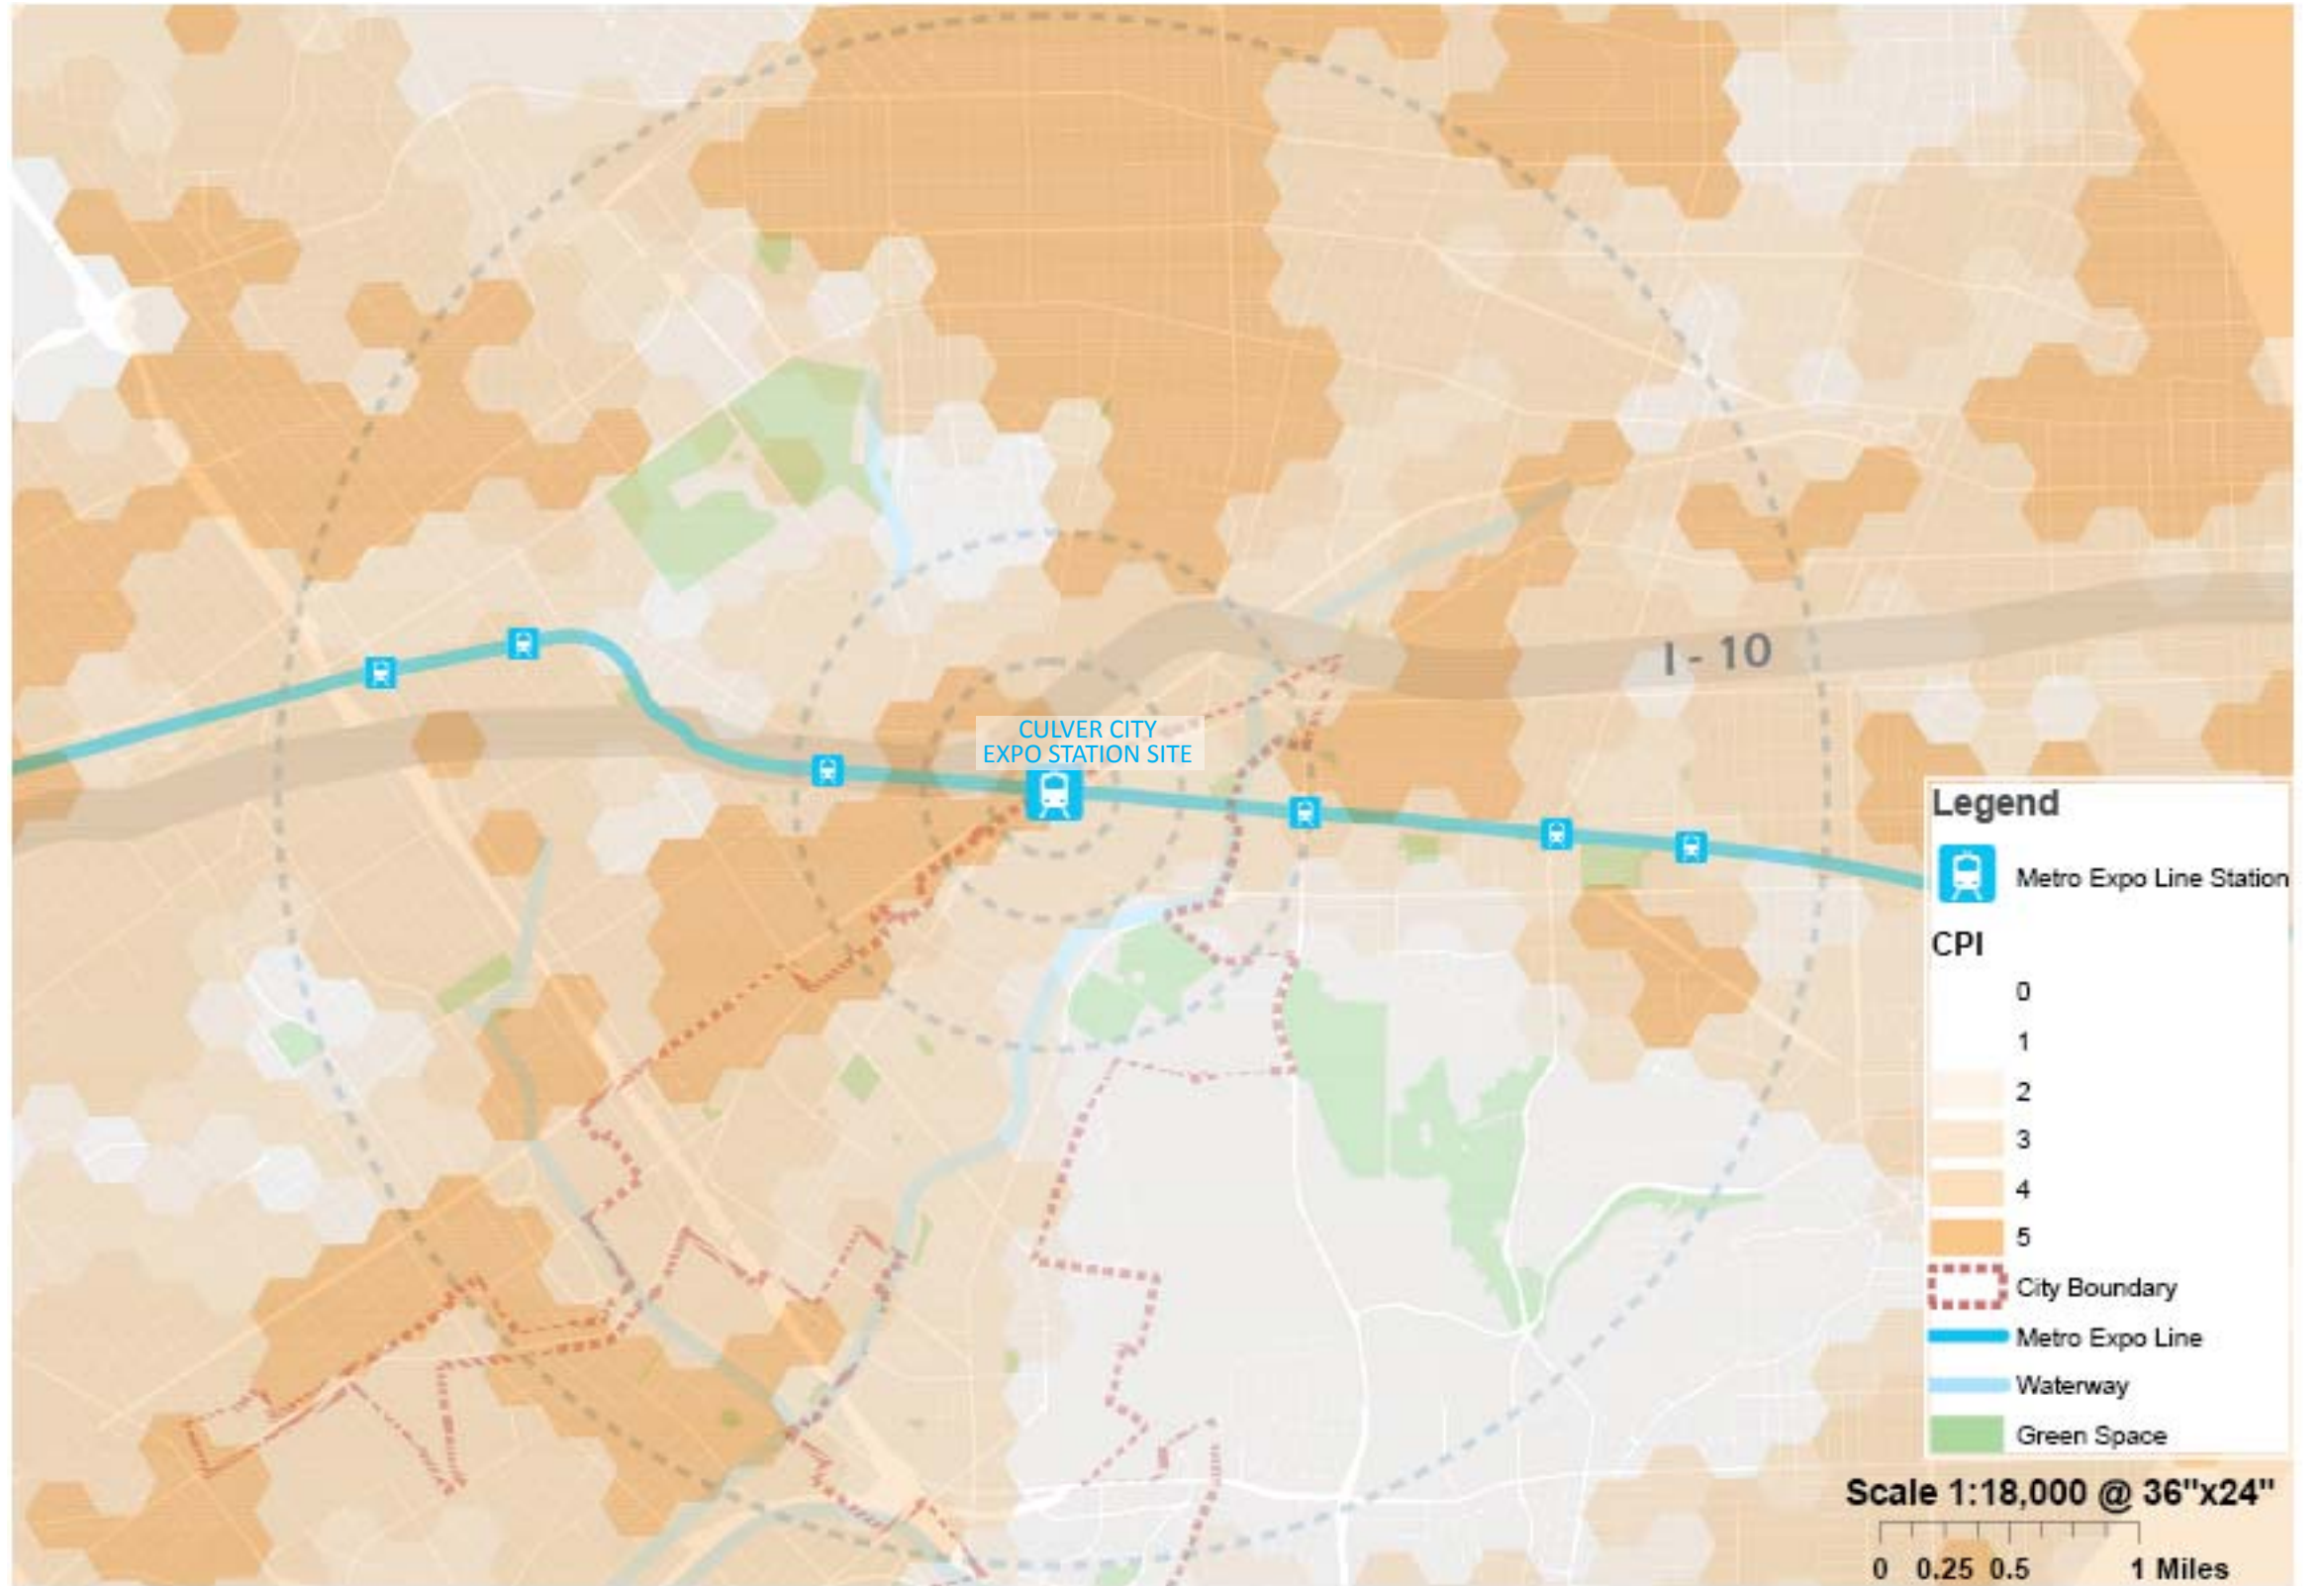 I - 10
CULVER CITY
EXPO STATION SITE
Legend
Metro Expo Line Station
CPI
0
1
2
3
4
5
City Boundary
Metro Expo Line
Waterway
Green Space
Scale 1:18,000 @ 36"x24"
0 0.25 0.5 1 Miles